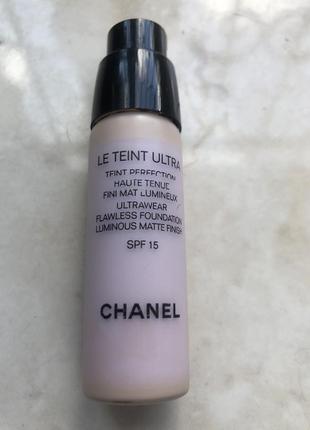 LE TEINT ULTRA
TEINT PERFECTION
HAUTE TENUE
FINI MAT LUMINEUX
ULTRAWEAR
FLAWLESS FOUNDATION
LUMINOUS MATTE FINISH
SPF 15
CHANEL